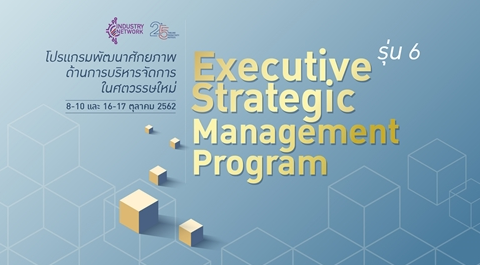 INDUSTRY
NETWORK
25
โปรแกรมพัฒนาศักยภาพ
ด้านการบริหารจัดการ
ในศตวรรษใหม่
8-10 และ 16-17 ตุลาคม 2562
Executive รุ่น 6
Strategic
Management
Program